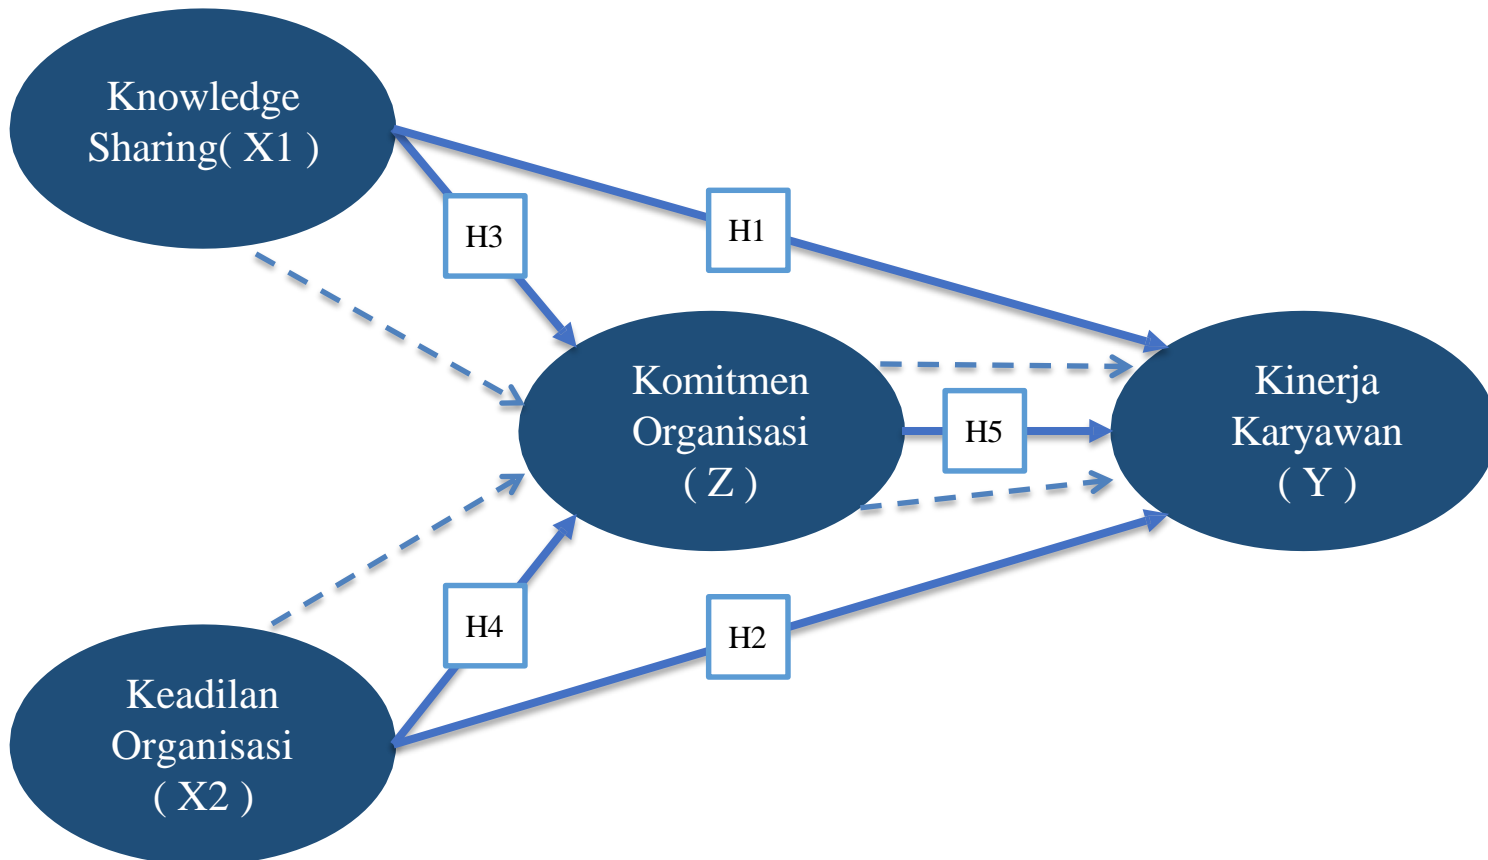 Knowledge
Sharing( X1 )
H3
H1
Komitmen
Organisasi
( Z )
H5
Kinerja
Karyawan
( Y )
H4
H2
Keadilan
Organisasi
( X2 )